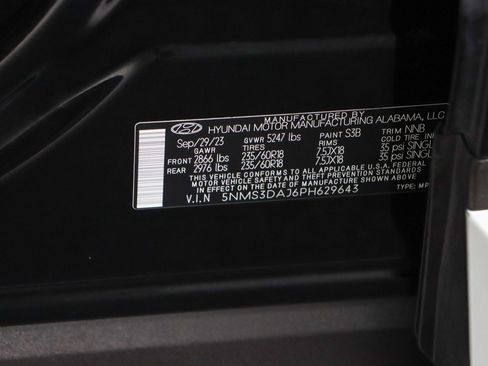 MANUFACTURED BY
HYUNDAI MOTOR MANUFACTURING ALABAMA, LLC
Sep/29/23 GVWR 5247 lbs PAINT S3B TRIM NNB
GAWR TIRES RIMS COLD TIRE
FRONT 2866 lbs 235/60R18 7.5JX18 35 psi SINGL
REAR 2976 lbs 235/60R18 7.5JX18 35 psi SINGL
THIS VEHICLE CONFORMS TO ALL APPLICABLE U.S.A. FEDERAL
MOTOR VEHICLE SAFETY AND THEFT PREVENTION STANDARDS
IN EFFECT ON THE DATE OF MANUFACTURE SHOWN ABOVE.
V.I.N 5NMS3DAJ6PH629643 TYPE: MP